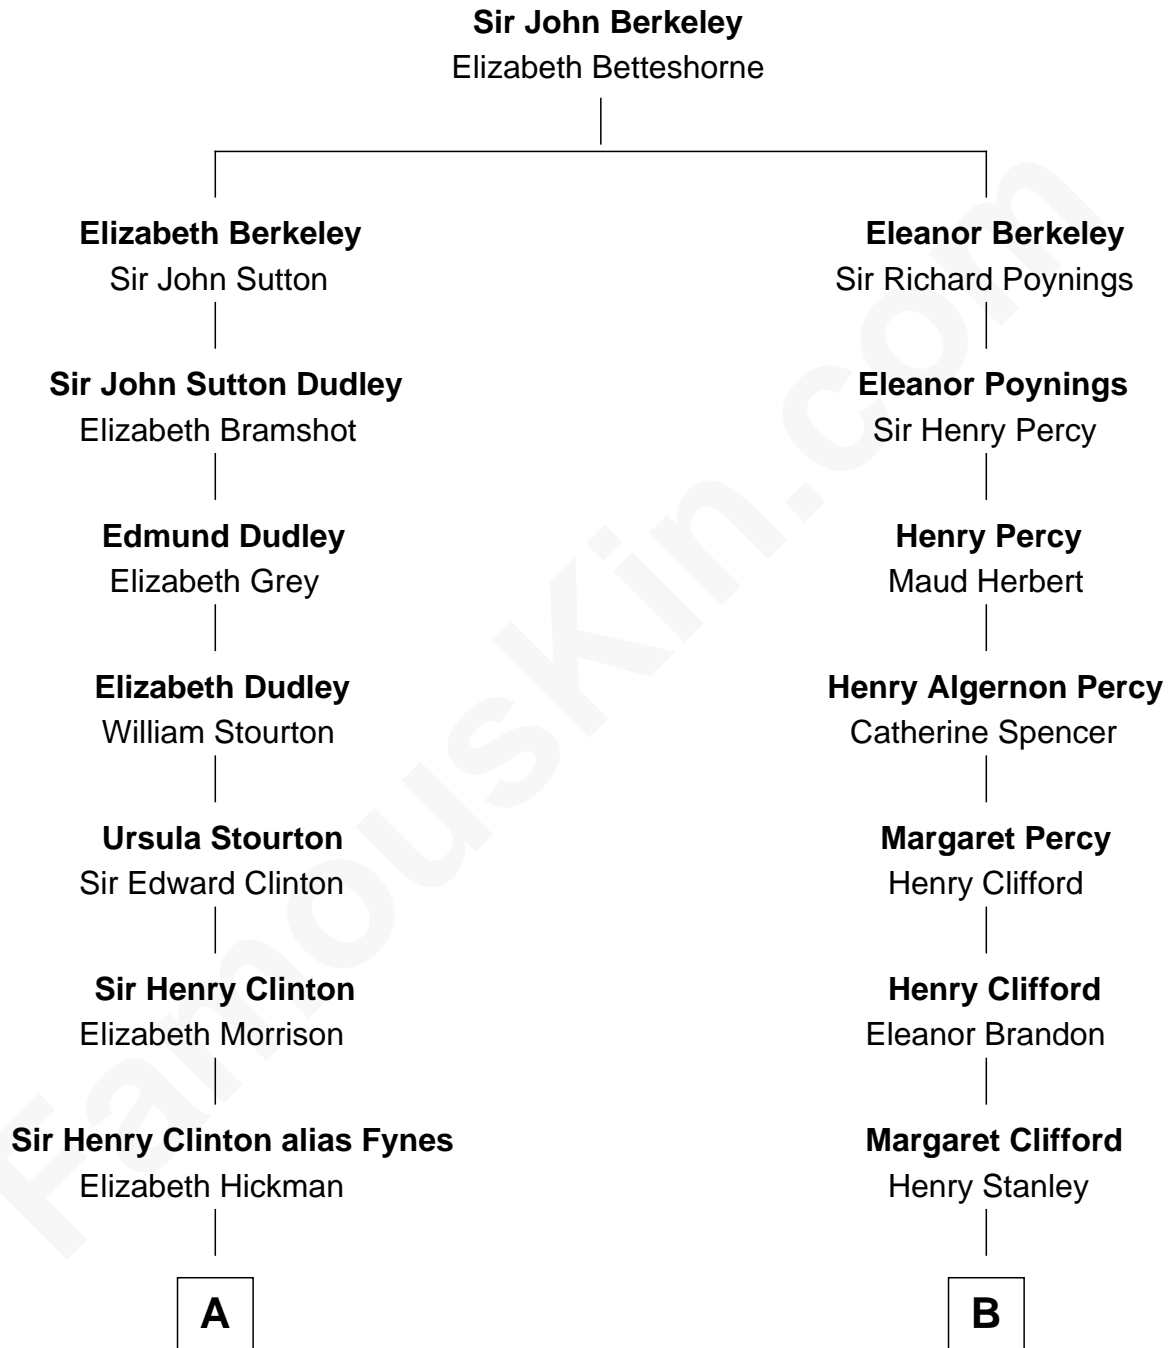 Sir John Berkeley
Elizabeth Betteshorne
Elizabeth Berkeley
Sir John Sutton
Eleanor Berkeley
Sir Richard Poynings
Sir John Sutton Dudley
Elizabeth Bramshot
Eleanor Poynings
Sir Henry Percy
Edmund Dudley
Elizabeth Grey
Henry Percy
Maud Herbert
Elizabeth Dudley
William Stourton
Henry Algernon Percy
Catherine Spencer
Ursula Stourton
Sir Edward Clinton
Margaret Percy
Henry Clifford
Sir Henry Clinton
Elizabeth Morrison
Henry Clifford
Eleanor Brandon
Sir Henry Clinton alias Fynes
Elizabeth Hickman
Margaret Clifford
Henry Stanley
A
B
FamousKin.com